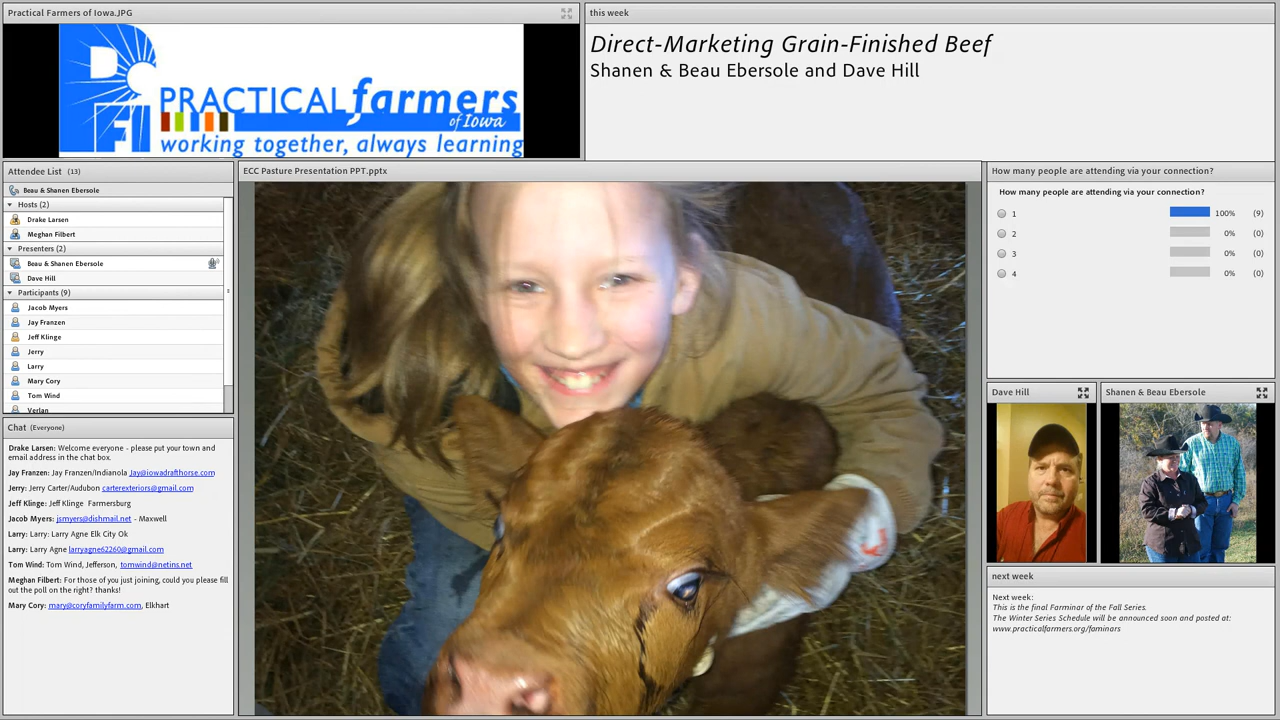 Practical Farmers of Iowa.JPG
PFI
PRACTICAL farmers
of Iowa
working together, always learning
this week
Direct-Marketing Grain-Finished Beef
Shanen & Beau Ebersole and Dave Hill
Attendee List (13)
Beau & Shanen Ebersole
Hosts (2)
Drake Larsen
Meghan Filbert
Presenters (2)
Beau & Shanen Ebersole
Dave Hill
Participants (9)
Jacob Myers
Jay Franzen
Jeff Klinge
Jerry
Larry
Mary Cory
Tom Wind
Verlan
Chat (Everyone)
Drake Larsen: Welcome everyone - please put your town and
email address in the chat box.
Jay Franzen: Jay Franzen/Indianola Jay@iowadrafthorse.com
Jerry: Jerry Carter/Audubon carterexteriors@gmail.com
Jeff Klinge: Jeff Klinge Farmersburg
Jacob Myers: jsmyers@dishmail.net - Maxwell
Larry: Larry: Larry Agne Elk City Ok
Larry: Larry Agne larryagne62260@gmail.com
Tom Wind: Tom Wind, Jefferson, tomwind@netins.net
Meghan Filbert: For those of you just joining, could you please fill
out the poll on the right? thanks!
Mary Cory: mary@coryfamilyfarm.com, Elkhart
ECC Pasture Presentation PPT.pptx
How many people are attending via your connection?
How many people are attending via your connection?
1 100% (9)
2 0% (0)
3 0% (0)
4 0% (0)
Dave Hill
Shanen & Beau Ebersole
next week
Next week:
This is the final Farminar of the Fall Series.
The Winter Series Schedule will be announced soon and posted at:
www.practicalfarmers.org/faminars